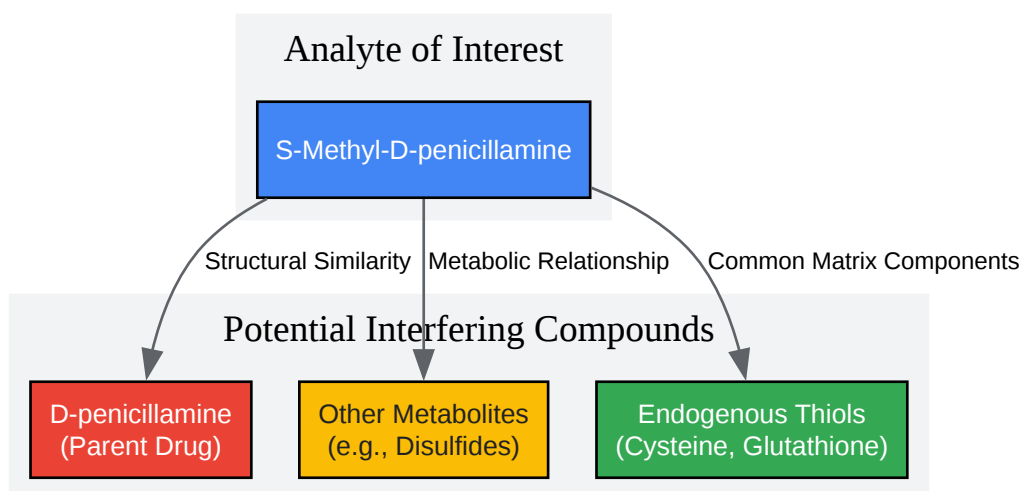 Analyte of Interest
S-Methyl-D-penicillamine
Structural Similarity
Metabolic Relationship
Common Matrix Components
Potential Interfering Compounds
D-penicillamine
(Parent Drug)
Other Metabolites
(e.g., Disulfides)
Endogenous Thiols
(Cysteine, Glutathione)